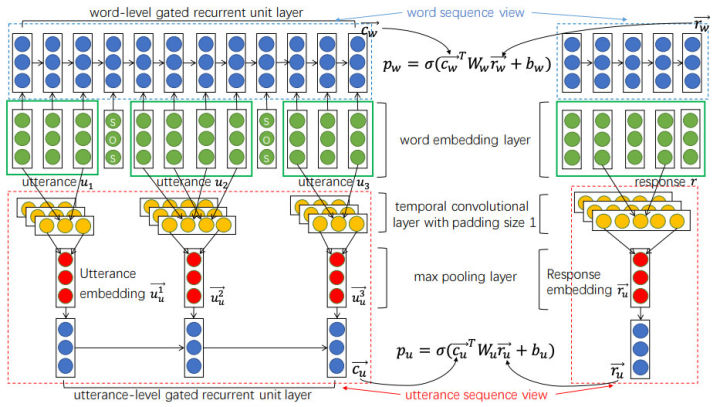 word-level gated recurrent unit layer
word sequence view
$\overrightarrow{c_w}$
$\overrightarrow{r_w}$
$p_w = \sigma(\overrightarrow{c_w}^T W_w \overrightarrow{r_w} + b_w)$
S
O
S
S
O
S
word embedding layer
utterance $u_1$
utterance $u_2$
utterance $u_3$
response $r$
temporal convolutional
layer with padding size 1
Utterance
embedding $\overrightarrow{u_u^1}$
$\overrightarrow{u_u^2}$
$\overrightarrow{u_u^3}$
max pooling layer
Response
embedding $\overrightarrow{r_u}$
$p_u = \sigma(\overrightarrow{c_u}^T W_u \overrightarrow{r_u} + b_u)$
$\overrightarrow{c_u}$
$\overrightarrow{r_u}$
utterance-level gated recurrent unit layer
utterance sequence view